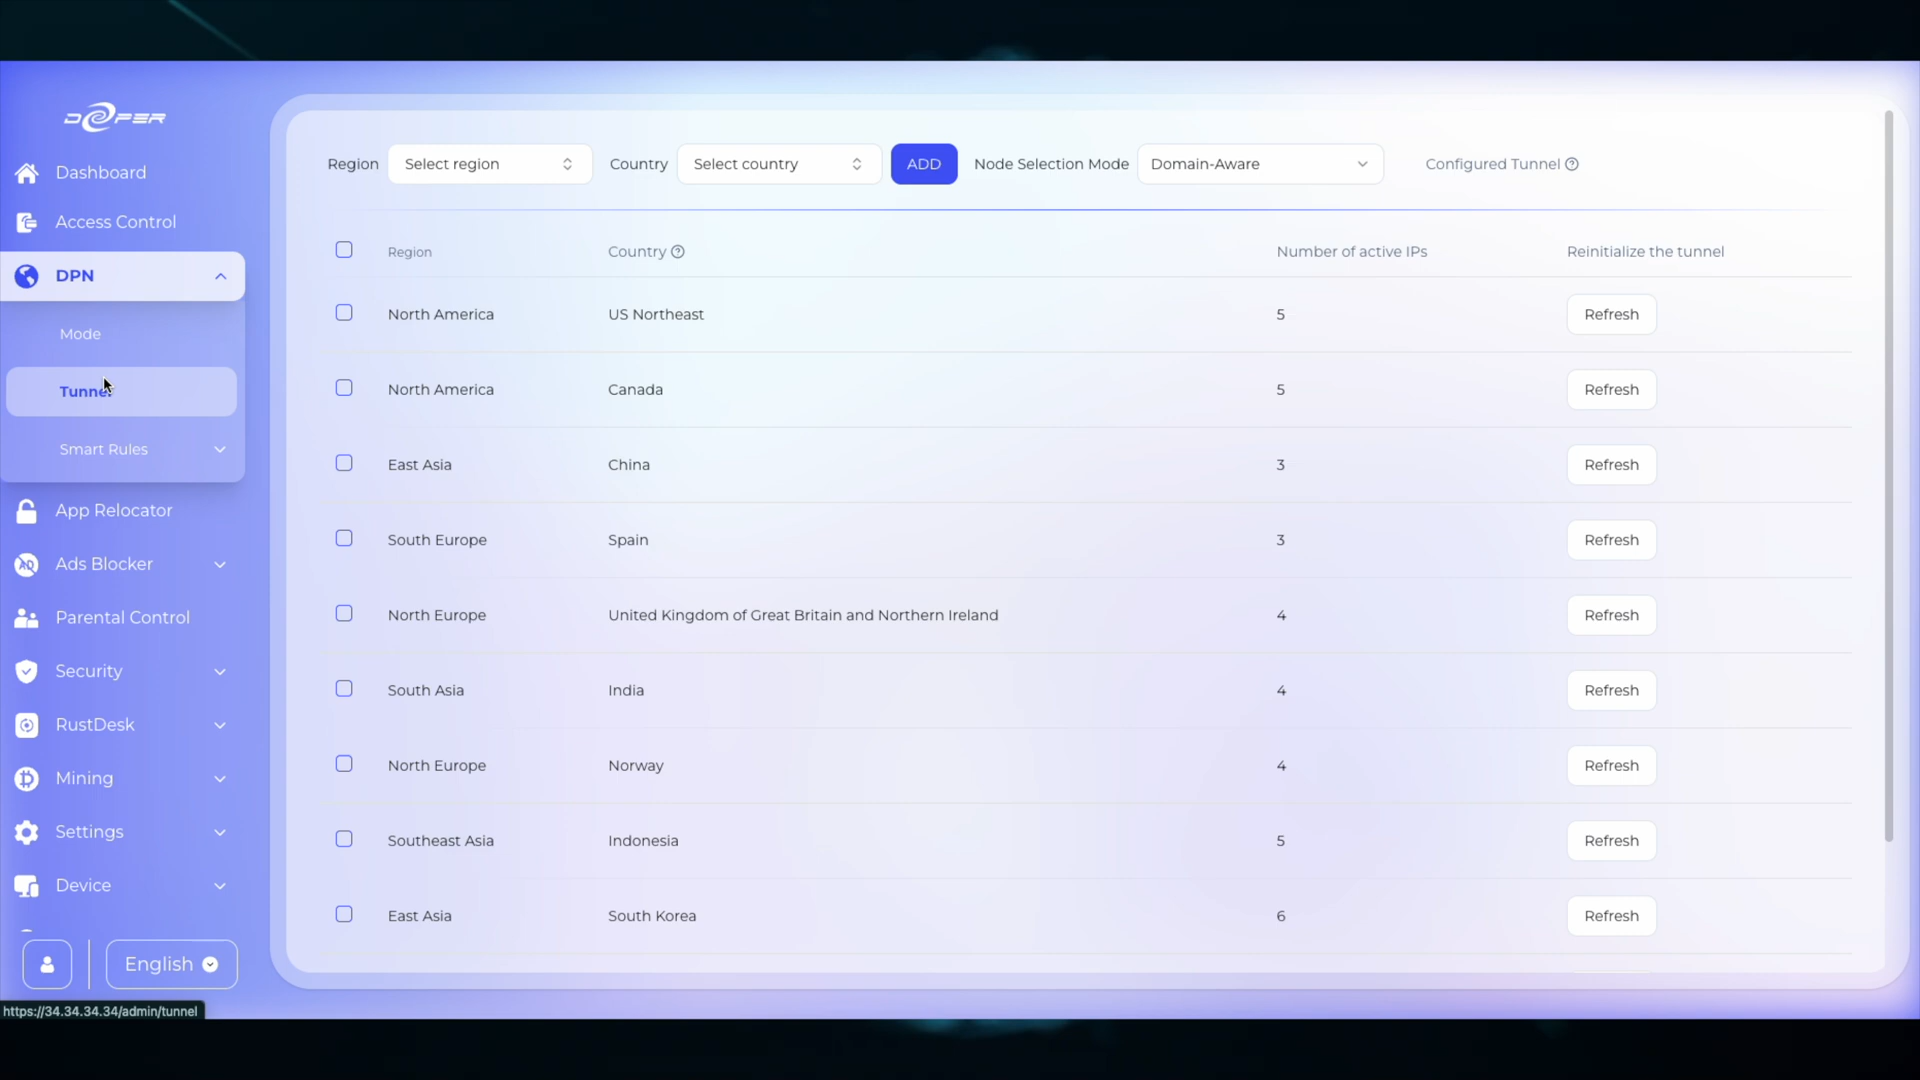 DEEPER
Dashboard
Access Control
DPN
Mode
Tunnel
Smart Rules
App Relocator
Ads Blocker
Parental Control
Security
RustDesk
Mining
Settings
Device
English
https://34.34.34.34/admin/tunnel
Region Select region Country Select country ADD Node Selection Mode Domain-Aware Configured Tunnel
Region Country Number of active IPs Reinitialize the tunnel
North America US Northeast 5 Refresh
North America Canada 5 Refresh
East Asia China 3 Refresh
South Europe Spain 3 Refresh
North Europe United Kingdom of Great Britain and Northern Ireland 4 Refresh
South Asia India 4 Refresh
North Europe Norway 4 Refresh
Southeast Asia Indonesia 5 Refresh
East Asia South Korea 6 Refresh